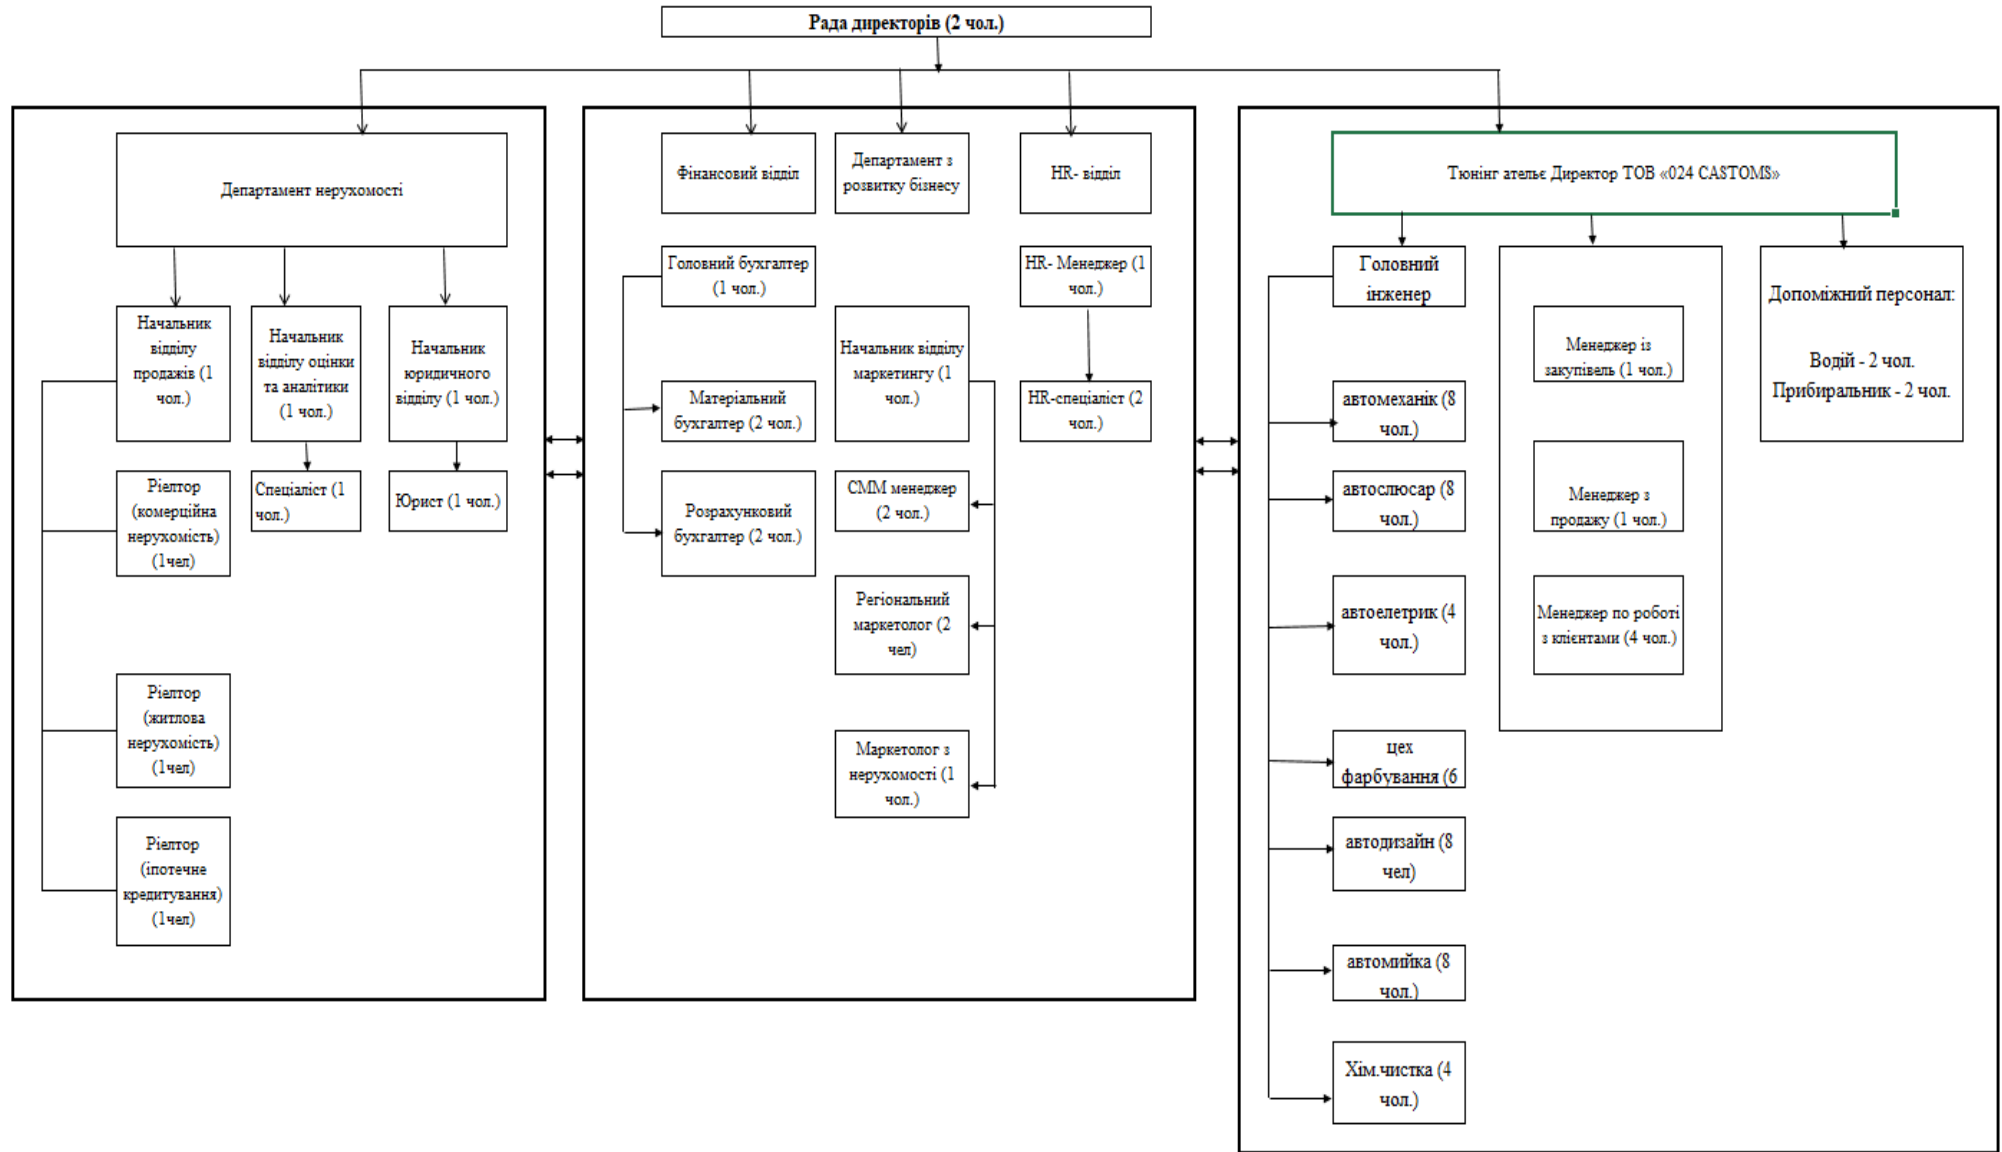 Рада директорів (2 чол.)
Департамент нерухомості
Начальник
відділу
продажів (1
чол.)
Начальник
відділу оцінки
та аналітики
(1 чол.)
Начальник
юридичного
відділу (1 чол.)
Ріелтор
(комерційна
нерухомість)
(1чел)
Спеціаліст (1
чол.)
Юрист (1 чол.)
Ріелтор
(житлова
нерухомість)
(1чел)
Ріелтор
(іпотечне
кредитування)
(1чел)
Фінансовий відділ
Департамент з
розвитку бізнесу
HR- відділ
Головний бухгалтер
(1 чол.)
HR- Менеджер (1
чол.)
Начальник відділу
маркетингу (1
чол.)
Матеріальний
бухгалтер (2 чол.)
HR-спеціаліст (2
чол.)
Розрахунковий
бухгалтер (2 чол.)
СММ менеджер
(2 чол.)
Регіональний
маркетолог (2
чел)
Маркетолог з
нерухомості (1
чол.)
Тюнінг ательє Директор ТОВ «024 CASTOMS»
Головний
інженер
автомеханік (8
чол.)
автослюсар (8
чол.)
автоелетрик (4
чол.)
цех
фарбування (6
автодизайн (8
чел)
автомийка (8
чол.)
Хім.чистка (4
чол.)
Менеджер із
закупівель (1 чол.)
Менеджер з
продажу (1 чол.)
Менеджер по роботі
з клієнтами (4 чол.)
Допоміжний персонал:
Водій - 2 чол.
Прибиральник - 2 чол.